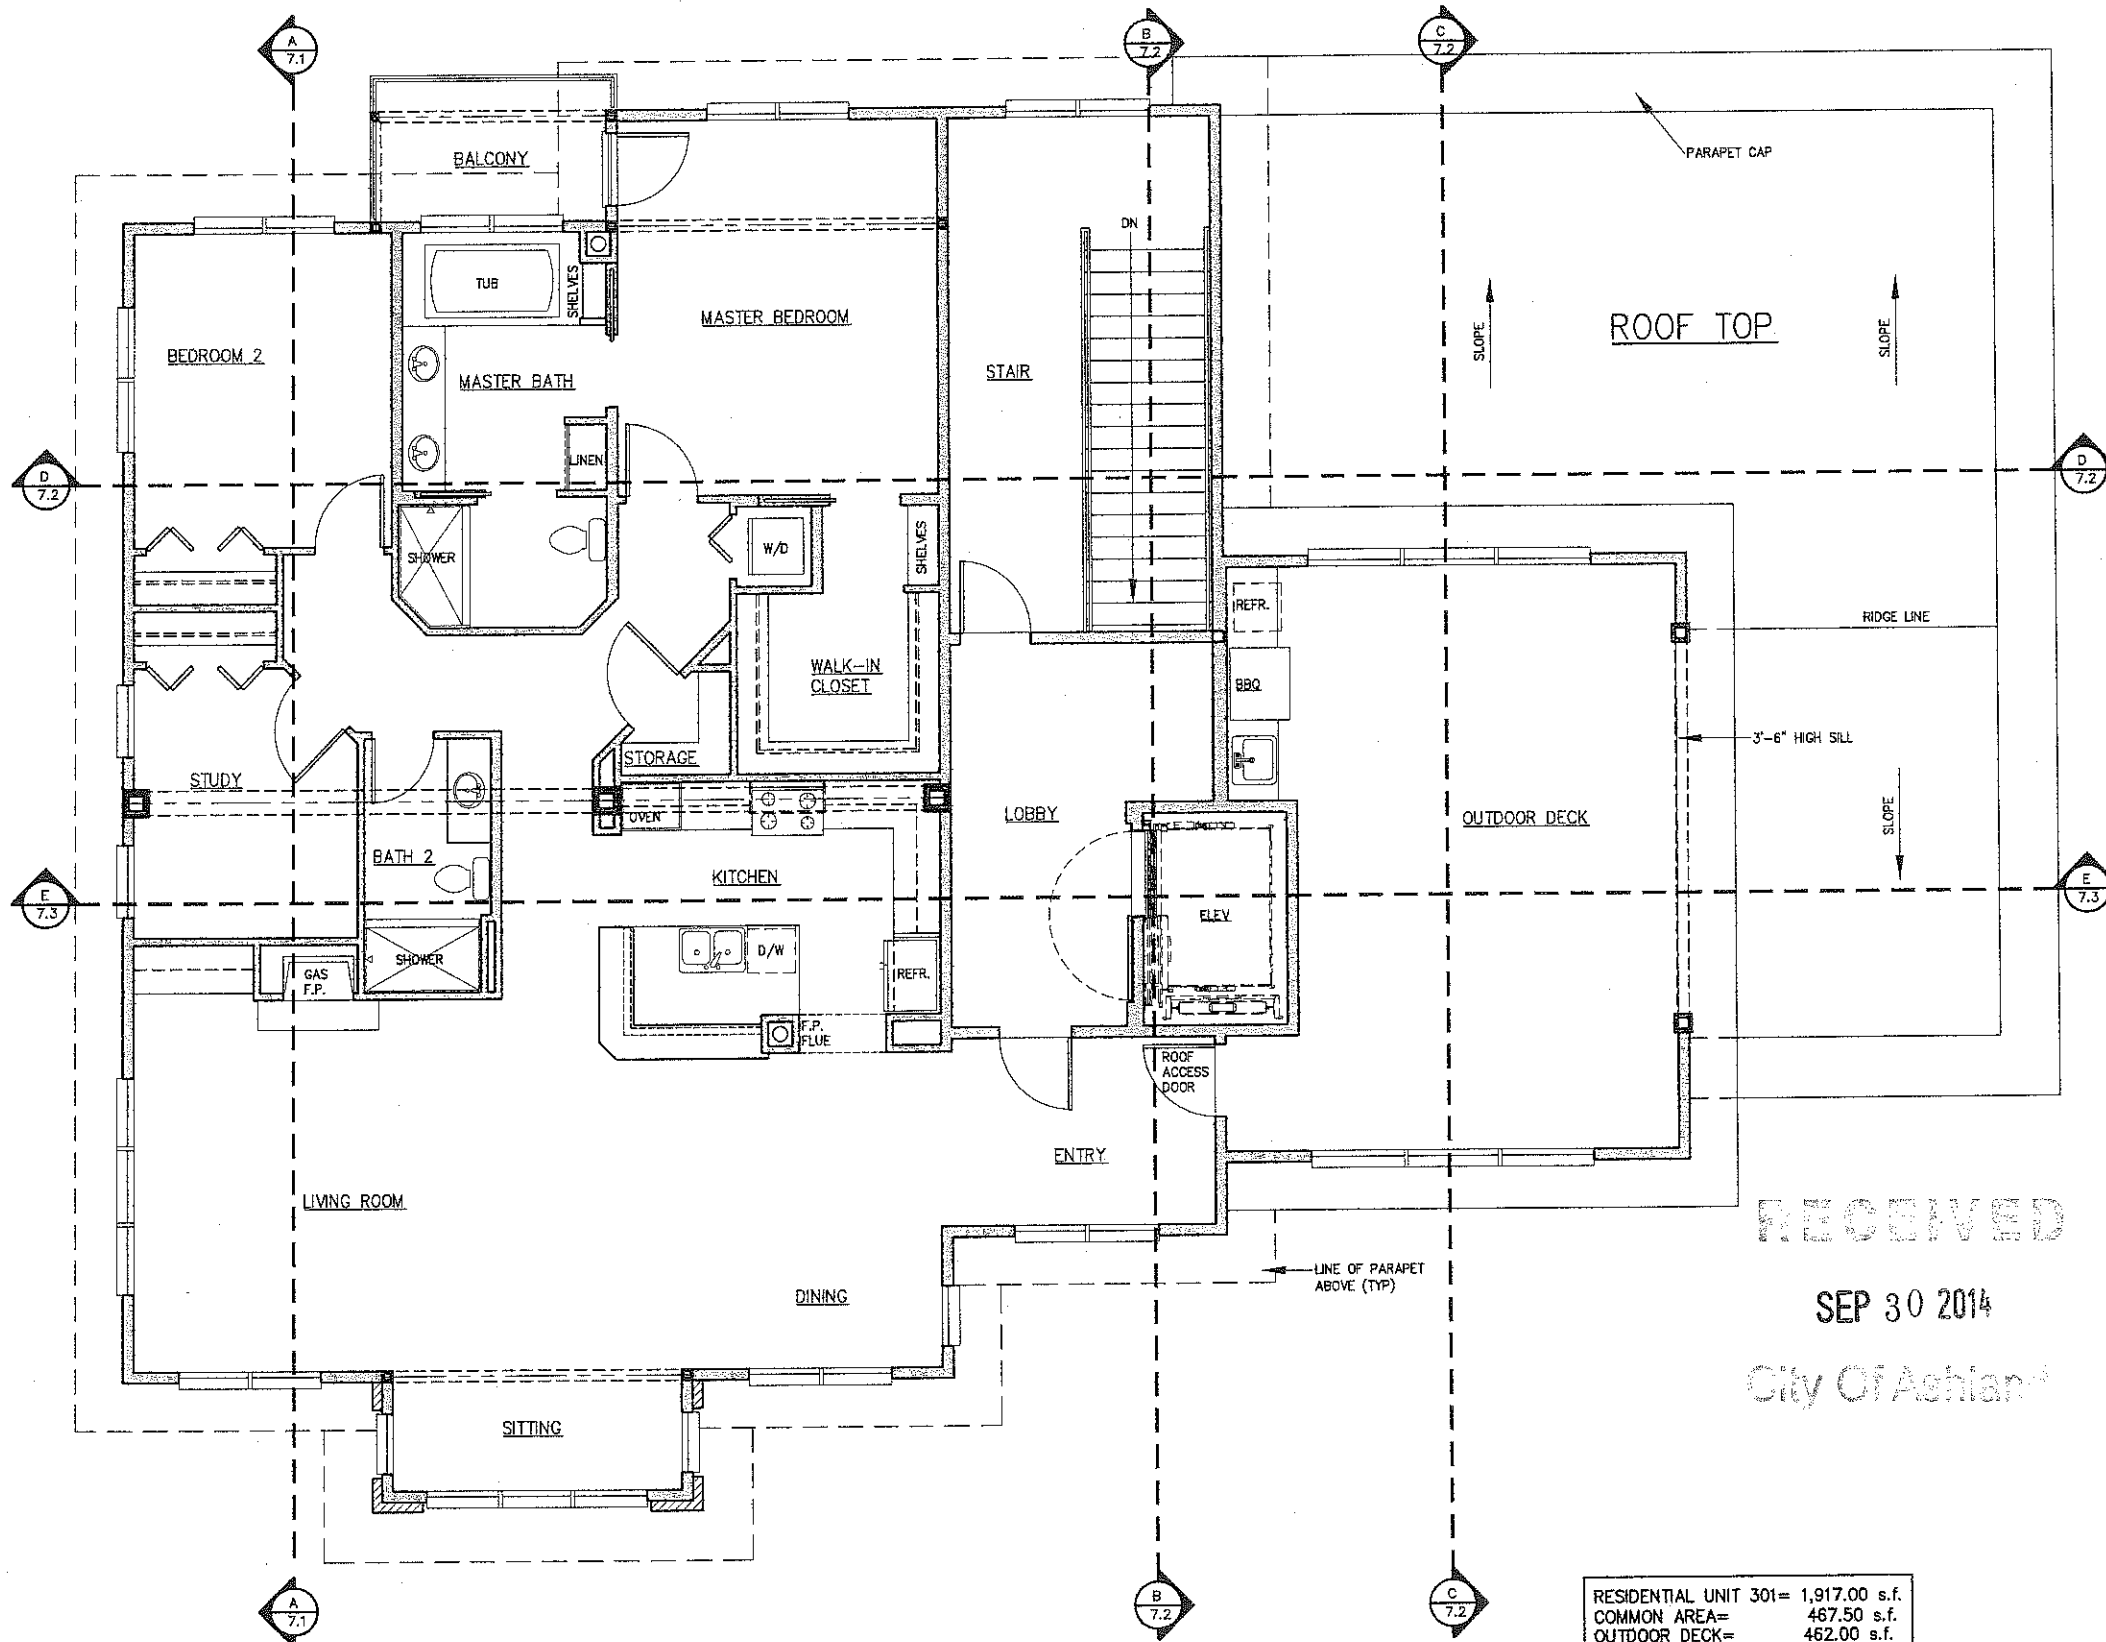 A
7.1
B
7.2
C
7.2
PARAPET CAP
BALCONY
DN
TUB
SHELVES
MASTER BEDROOM
ROOF TOP
SLOPE
SLOPE
BEDROOM 2
MASTER BATH
STAIR
LINEN
D
7.2
D
7.2
SHOWER
W/D
SHELVES
REFR.
RIDGE LINE
WALK-IN
CLOSET
BBQ
3'-6" HIGH SILL
STORAGE
STUDY
OVEN
LOBBY
OUTDOOR DECK
SLOPE
BATH 2
KITCHEN
E
7.3
E
7.3
ELEV
SHOWER
D/W
GAS
F.P.
REFR.
F.P.
FLUE
ROOF
ACCESS
DOOR
ENTRY
LIVING ROOM
RECEIVED
LINE OF PARAPET
ABOVE (TYP)
DINING
SEP 30 2014
City Of
SITTING
A
7.1
B
7.2
C
7.2
RESIDENTIAL UNIT 301= 1,917.00 s.f.
COMMON AREA= 467.50 s.f.
OUTDOOR DECK= 462.00 s.f.